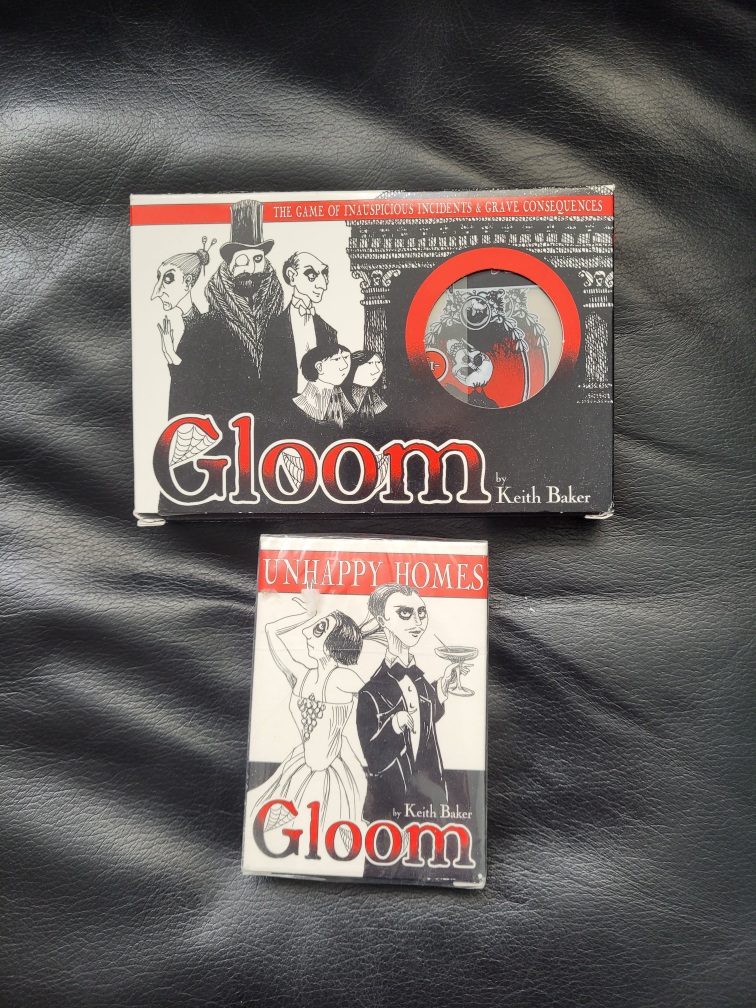 THE GAME OF INAUSPICIOUS INCIDENTS & GRAVE CONSEQUENCES
Gloom
by
Keith Baker
UNHAPPY HOMES
by Keith Baker
Gloom